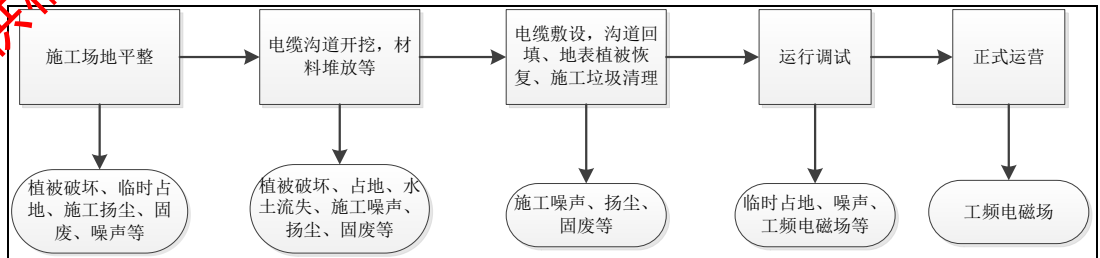 施工场地平整
电缆沟道开挖，材
料堆放等
电缆敷设，沟道回
填、地表植被恢
复、施工垃圾清理
运行调试
正式运营
植被破坏、临时占
地、施工扬尘、固
废、噪声等
植被破坏、占地、水
土流失、施工噪声、
扬尘、固废等
施工噪声、扬尘、
固废等
临时占地、噪声、
工频电磁场等
工频电磁场